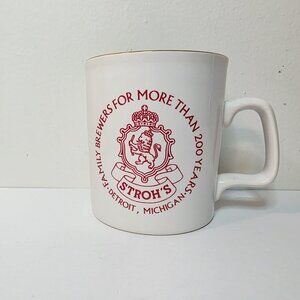 ·FAMILY BREWERS FOR MORE THAN 200 YEARS·
STROH'S
DETROIT, MICHIGAN